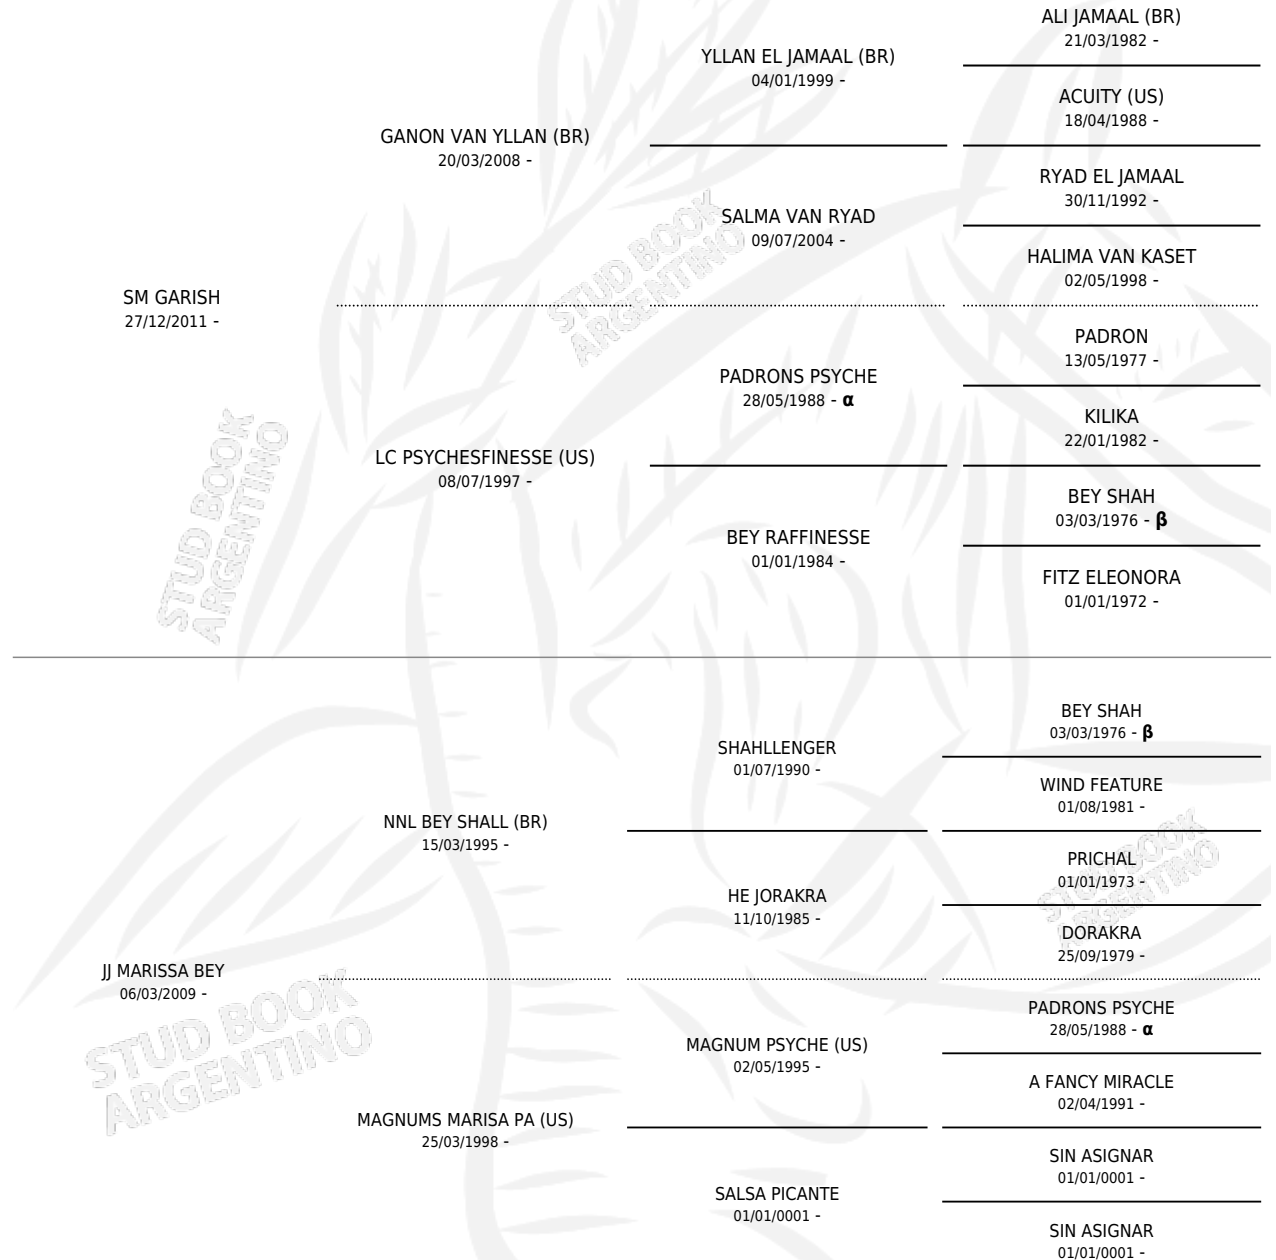 ALI JAMAAL (BR)
21/03/1982 -
YLLAN EL JAMAAL (BR)
04/01/1999 -
ACUITY (US)
18/04/1988 -
GANON VAN YLLAN (BR)
20/03/2008 -
RYAD EL JAMAAL
30/11/1992 -
SALMA VAN RYAD
09/07/2004 -
HALIMA VAN KASET
02/05/1998 -
SM GARISH
27/12/2011 -
STUD BOOK
ARGENTINO
PADRON
13/05/1977 -
PADRONS PSYCHE
28/05/1988 - α
KILIKA
22/01/1982 -
LC PSYCHESFINESSE (US)
08/07/1997 -
BEY SHAH
03/03/1976 - β
BEY RAFFINESSE
01/01/1984 -
FITZ ELEONORA
01/01/1972 -
STUD BOOK
ARGENTINO
BEY SHAH
03/03/1976 - β
SHAHLLENGER
01/07/1990 -
WIND FEATURE
01/08/1981 -
NNL BEY SHALL (BR)
15/03/1995 -
PRICHAL
01/01/1973 -
HE JORAKRA
11/10/1985 -
DORAKRA
25/09/1979 -
STUD BOOK
ARGENTINO
JJ MARISSA BEY
06/03/2009 -
STUD BOOK
ARGENTINO
PADRONS PSYCHE
28/05/1988 - α
MAGNUM PSYCHE (US)
02/05/1995 -
A FANCY MIRACLE
02/04/1991 -
MAGNUMS MARISA PA (US)
25/03/1998 -
SIN ASIGNAR
01/01/0001 -
SALSA PICANTE
01/01/0001 -
SIN ASIGNAR
01/01/0001 -